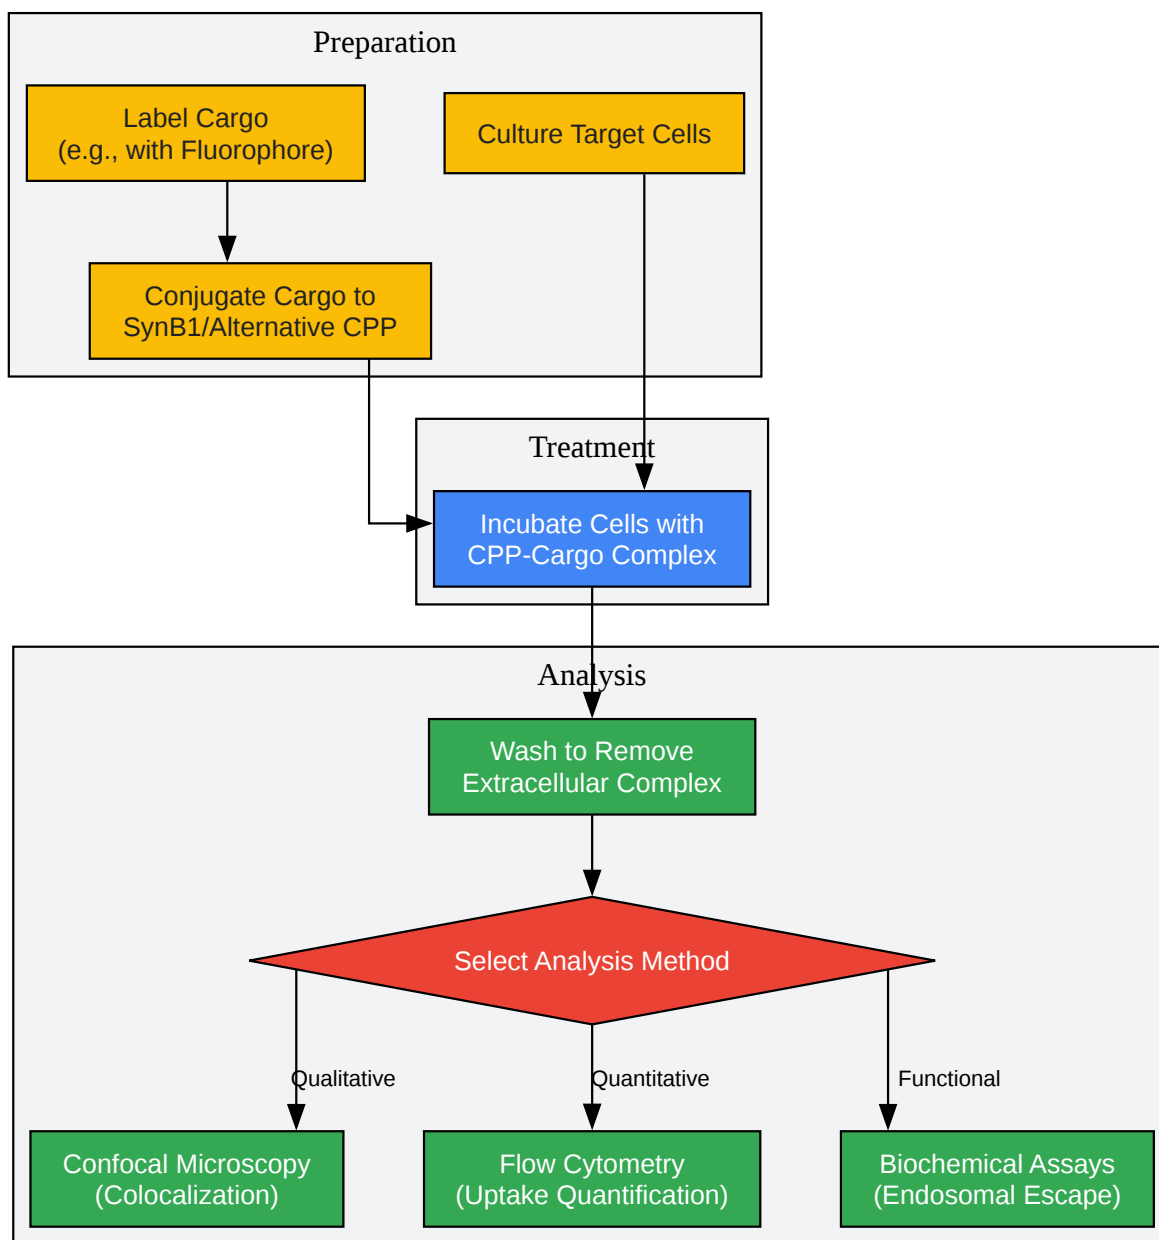 Preparation
Label Cargo
(e.g., with Fluorophore)
Culture Target Cells
Conjugate Cargo to
SynB1/Alternative CPP
Treatment
Incubate Cells with
CPP-Cargo Complex
Analysis
Wash to Remove
Extracellular Complex
Select Analysis Method
Qualitative
Quantitative
Functional
Confocal Microscopy
(Colocalization)
Flow Cytometry
(Uptake Quantification)
Biochemical Assays
(Endosomal Escape)